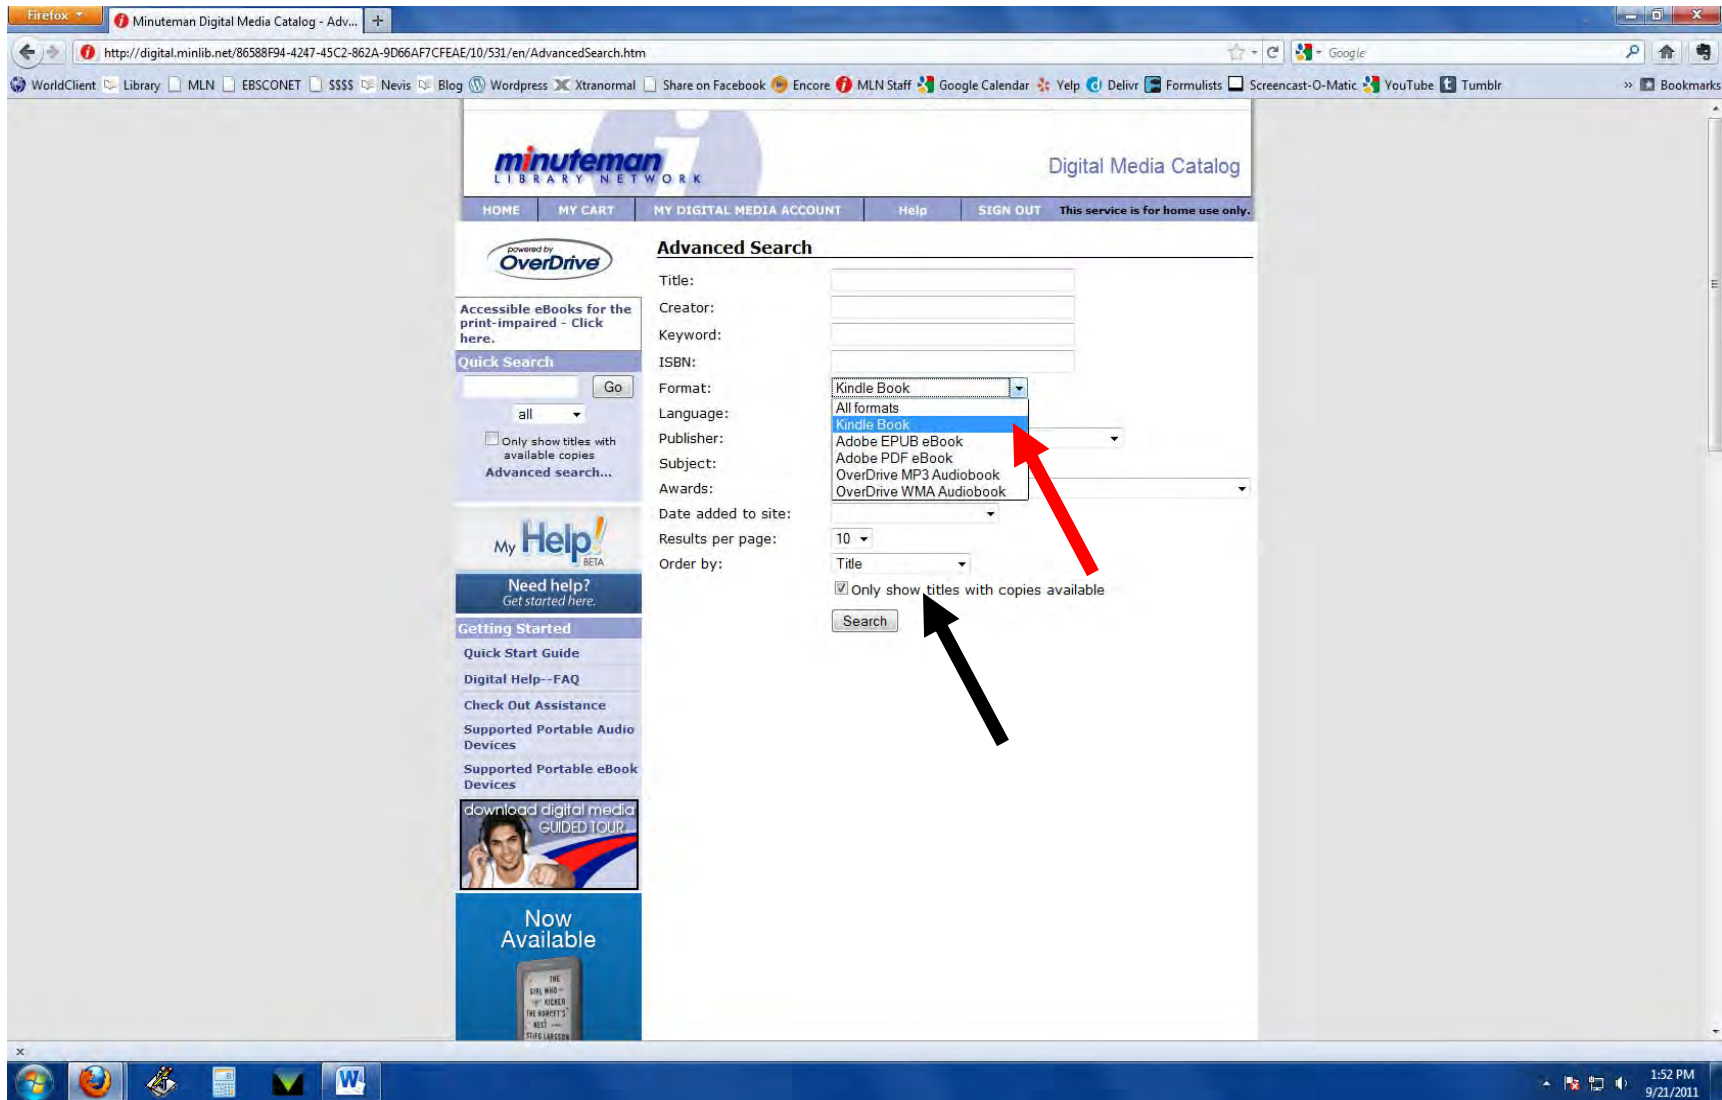 Firefox
Minuteman Digital Media Catalog - Adv...
http://digital.minlib.net/86588F94-4247-45C2-862A-9D66AF7CFEAE/10/531/en/AdvancedSearch.htm
Google
WorldClient Library MLN EBSCONET $$$$ Nevis Blog Wordpress Xtranormal Share on Facebook Encore MLN Staff Google Calendar Yelp Delivr Formulists Screencast-O-Matic YouTube Tumblr » Bookmarks
minuteman
LIBRARY NETWORK
Digital Media Catalog
HOME MY CART MY DIGITAL MEDIA ACCOUNT Help SIGN OUT This service is for home use only.
powered by
OverDrive
Accessible eBooks for the
print-impaired - Click
here.
Quick Search
Go
all
Only show titles with
available copies
Advanced search...
My Help!
BETA
Need help?
Get started here.
Getting Started
Quick Start Guide
Digital Help--FAQ
Check Out Assistance
Supported Portable Audio
Devices
Supported Portable eBook
Devices
download digital media
GUIDED TOUR
Now
Available
THE
GIRL WHO
KICKED
THE HORNET'S
NEST
STIEG LARSSON
Advanced Search
Title:
Creator:
Keyword:
ISBN:
Format: Kindle Book
All formats
Kindle Book
Adobe EPUB eBook
Adobe PDF eBook
OverDrive MP3 Audiobook
OverDrive WMA Audiobook
Language:
Publisher:
Subject:
Awards:
Date added to site:
Results per page: 10
Order by: Title
Only show titles with copies available
Search
x
1:52 PM
9/21/2011